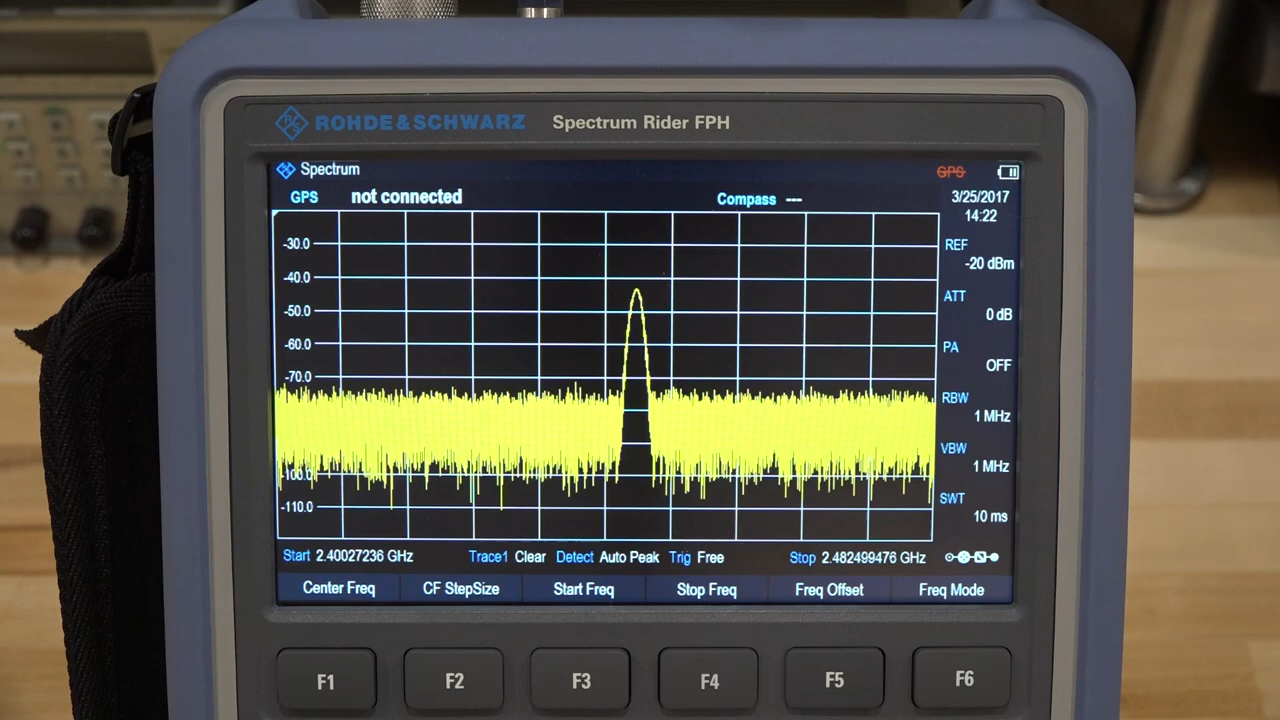 ROHDE & SCHWARZ Spectrum Rider FPH
Spectrum GPS
GPS not connected Compass --- 3/25/2017
14:22
REF
-20 dBm
ATT
0 dB
PA
OFF
RBW
1 MHz
VBW
1 MHz
SWT
10 ms
-30.0
-40.0
-50.0
-60.0
-70.0
-100.0
-110.0
Start 2.40027236 GHz Trace1 Clear Detect Auto Peak Trig Free Stop 2.482499476 GHz
Center Freq CF StepSize Start Freq Stop Freq Freq Offset Freq Mode
F1 F2 F3 F4 F5 F6